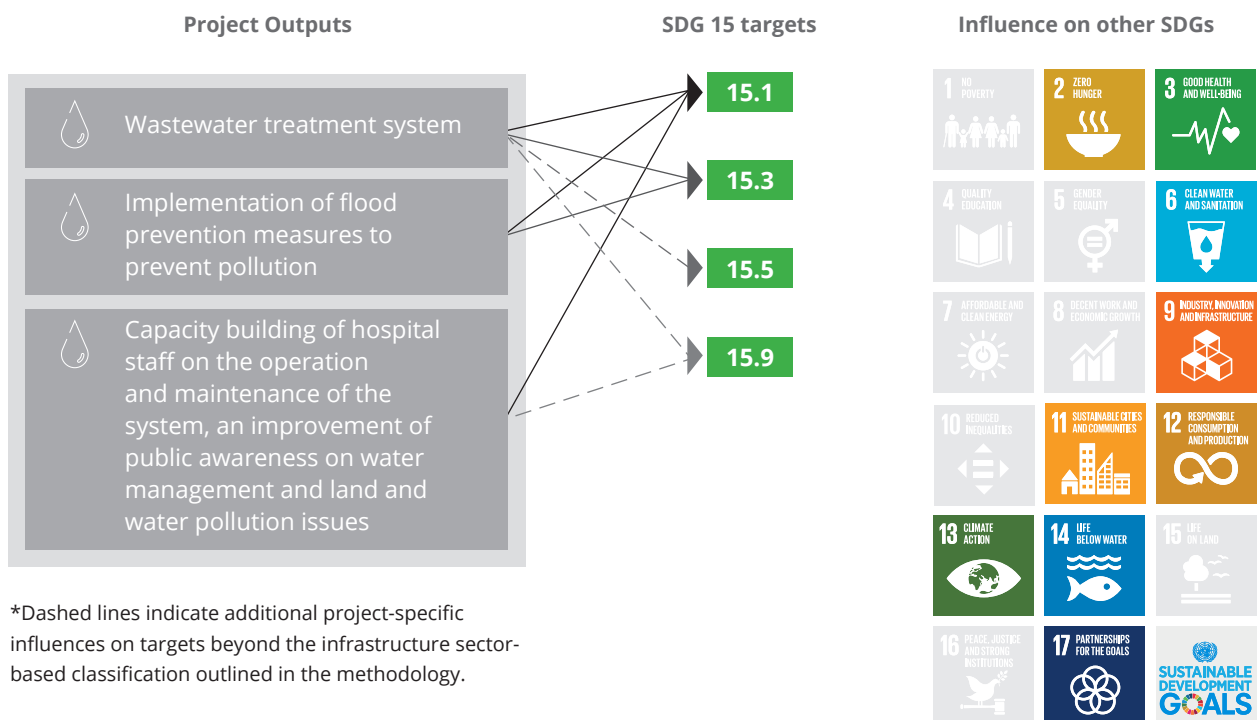 Project Outputs
SDG 15 targets
Influence on other SDGs
Wastewater treatment system
Implementation of flood
prevention measures to
prevent pollution
Capacity building of hospital
staff on the operation
and maintenance of the
system, an improvement of
public awareness on water
management and land and
water pollution issues
15.1
15.3
15.5
15.9
1 NO
POVERTY
2 ZERO
HUNGER
3 GOOD HEALTH
AND WELL-BEING
4 QUALITY
EDUCATION
5 GENDER
EQUALITY
6 CLEAN WATER
AND SANITATION
7 AFFORDABLE AND
CLEAN ENERGY
8 DECENT WORK AND
ECONOMIC GROWTH
9 INDUSTRY, INNOVATION
AND INFRASTRUCTURE
10 REDUCED
INEQUALITIES
11 SUSTAINABLE CITIES
AND COMMUNITIES
12 RESPONSIBLE
CONSUMPTION
AND PRODUCTION
13 CLIMATE
ACTION
14 LIFE
BELOW WATER
15 LIFE
ON LAND
16 PEACE, JUSTICE
AND STRONG
INSTITUTIONS
17 PARTNERSHIPS
FOR THE GOALS
SUSTAINABLE
DEVELOPMENT
GOALS
*Dashed lines indicate additional project-specific
influences on targets beyond the infrastructure sector-
based classification outlined in the methodology.